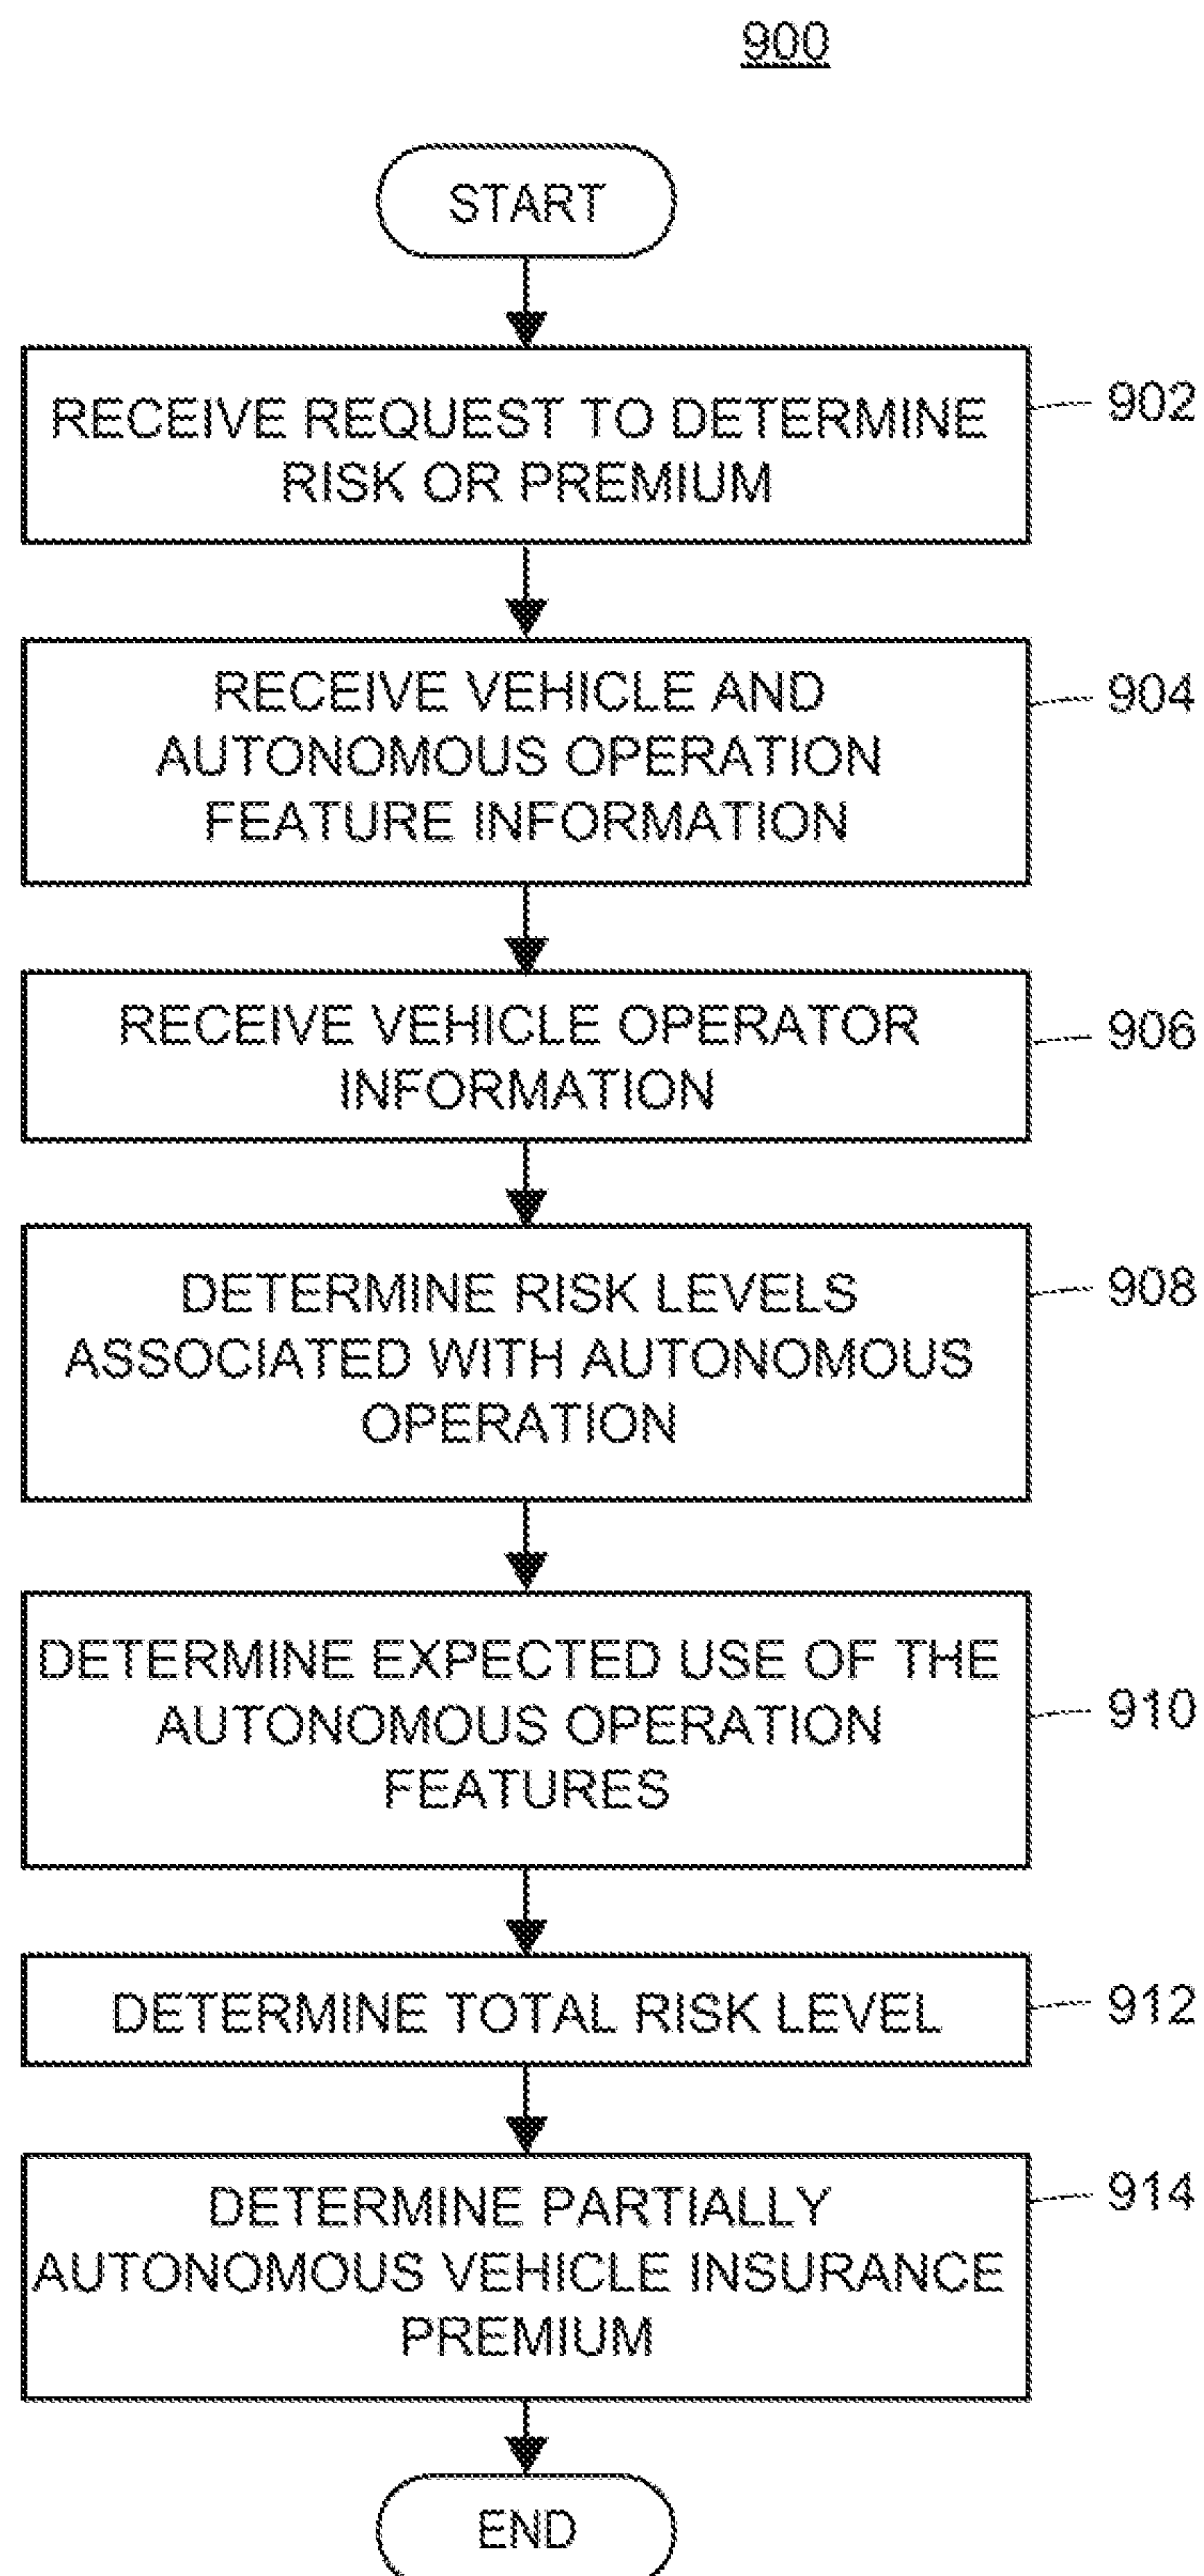 900
START
RECEIVE REQUEST TO DETERMINE
RISK OR PREMIUM
902
RECEIVE VEHICLE AND
AUTONOMOUS OPERATION
FEATURE INFORMATION
904
RECEIVE VEHICLE OPERATOR
INFORMATION
906
DETERMINE RISK LEVELS
ASSOCIATED WITH AUTONOMOUS
OPERATION
908
DETERMINE EXPECTED USE OF THE
AUTONOMOUS OPERATION
FEATURES
910
DETERMINE TOTAL RISK LEVEL
912
DETERMINE PARTIALLY
AUTONOMOUS VEHICLE INSURANCE
PREMIUM
914
END